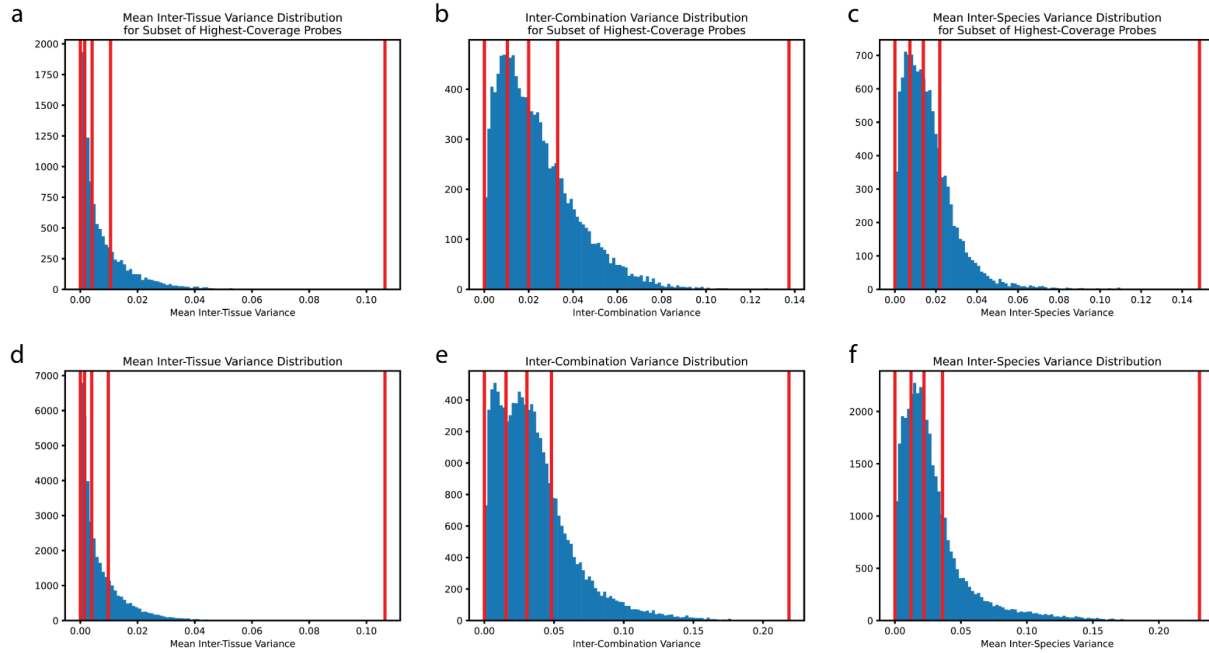 a
Mean Inter-Tissue Variance Distribution
for Subset of Highest-Coverage Probes
2000
1750
1500
1250
1000
750
500
250
0
0.00 0.02 0.04 0.06 0.08 0.10
Mean Inter-Tissue Variance
b
Inter-Combination Variance Distribution
for Subset of Highest-Coverage Probes
400
300
200
100
0
0.00 0.02 0.04 0.06 0.08 0.10 0.12 0.14
Inter-Combination Variance
c
Mean Inter-Species Variance Distribution
for Subset of Highest-Coverage Probes
700
600
500
400
300
200
100
0
0.00 0.02 0.04 0.06 0.08 0.10 0.12 0.14
Mean Inter-Species Variance
d
Mean Inter-Tissue Variance Distribution
7000
6000
5000
4000
3000
2000
1000
0
0.00 0.02 0.04 0.06 0.08 0.10
Mean Inter-Tissue Variance
e
Inter-Combination Variance Distribution
400
200
000
800
600
400
200
0
0.00 0.05 0.10 0.15 0.20
Inter-Combination Variance
f
Mean Inter-Species Variance Distribution
2000
1500
1000
500
0
0.00 0.05 0.10 0.15 0.20
Mean Inter-Species Variance